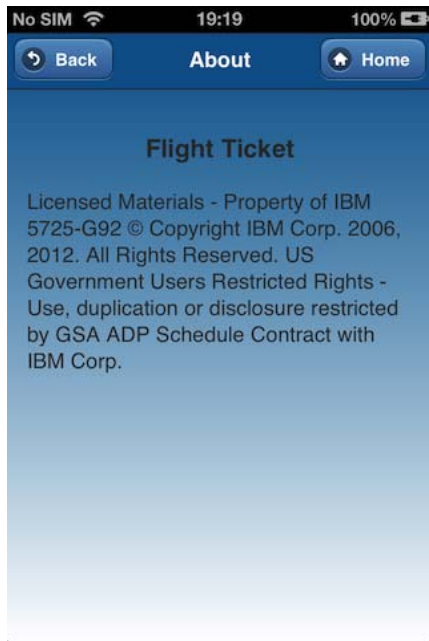 No SIM 19:19 100%
Back About Home
Flight Ticket
Licensed Materials - Property of IBM
5725-G92 © Copyright IBM Corp. 2006,
2012. All Rights Reserved. US
Government Users Restricted Rights -
Use, duplication or disclosure restricted
by GSA ADP Schedule Contract with
IBM Corp.